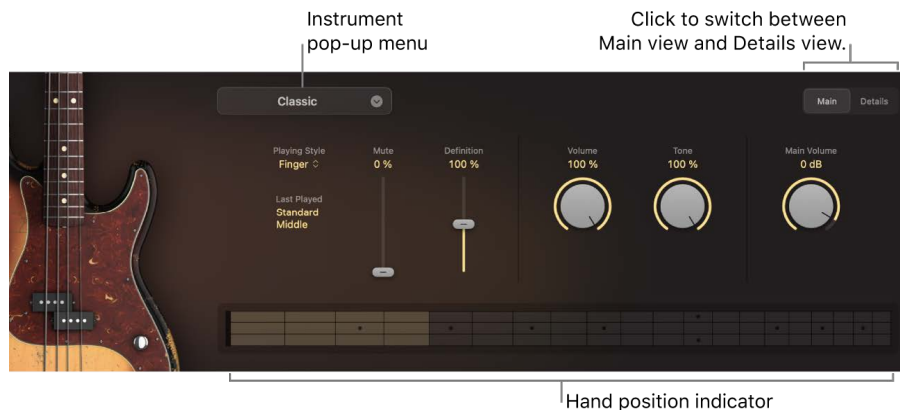 Instrument
pop-up menu
Click to switch between
Main view and Details view.
Classic
Main
Details
Playing Style
Finger
Mute
0 %
Definition
100 %
Volume
100 %
Tone
100 %
Main Volume
0 dB
Last Played
Standard
Middle
Hand position indicator